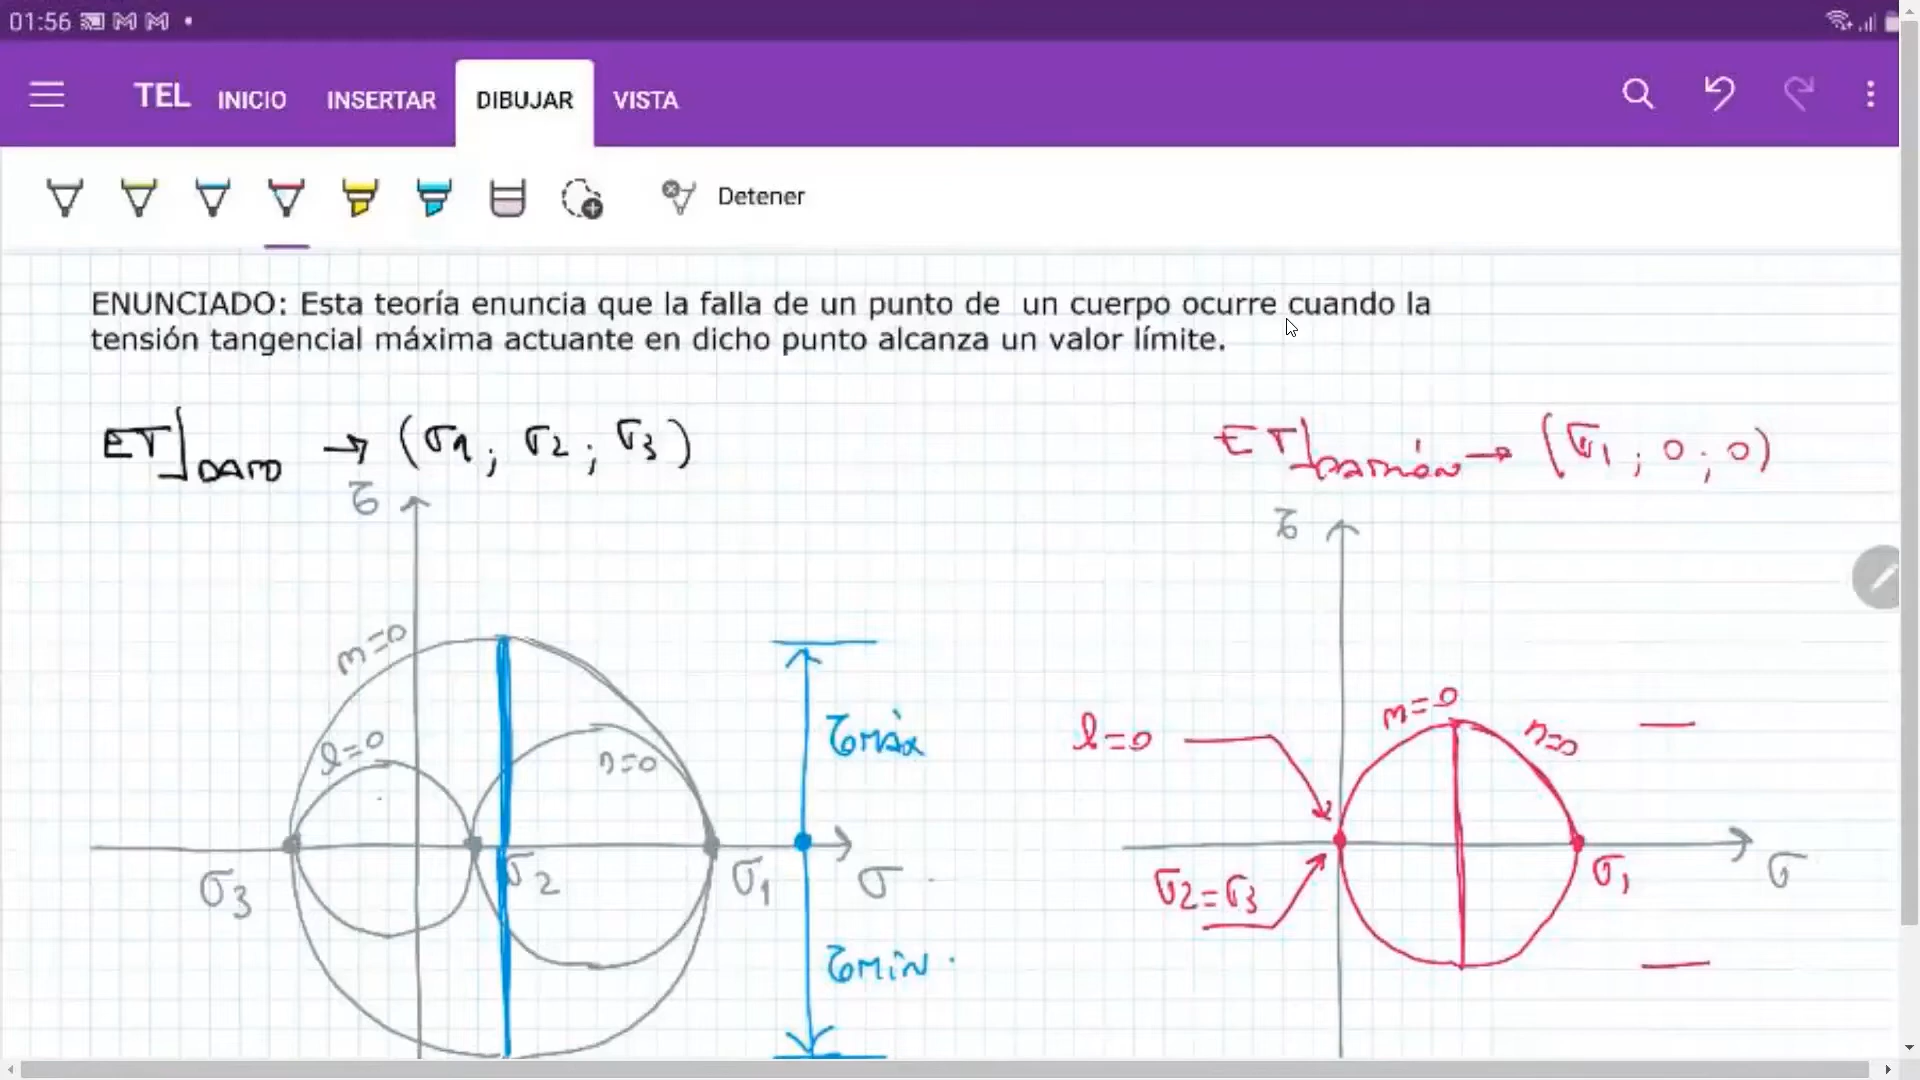 01:56
TEL INICIO INSERTAR DIBUJAR VISTA
Detener
ENUNCIADO: Esta teoría enuncia que la falla de un punto de un cuerpo ocurre cuando la
tensión tangencial máxima actuante en dicho punto alcanza un valor límite.
ET]DATO → (σ1 ; σ2 ; σ3)
ET]PATRÓN → (σ1 ; 0 ; 0)
τ
τ
m=0
l=0
n=0
τMáx
σ3
σ2
σ1
σ
τMín
l=0
m=0
n=0
σ2=σ3
σ1
σ